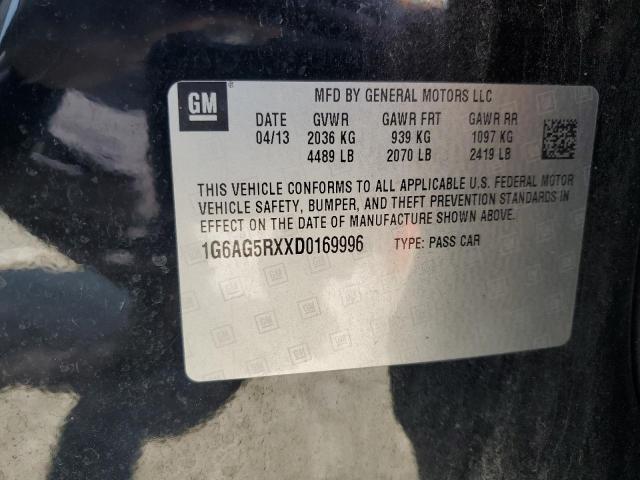 GM
MFD BY GENERAL MOTORS LLC
DATE GVWR GAWR FRT GAWR RR
04/13 2036 KG 939 KG 1097 KG
4489 LB 2070 LB 2419 LB
THIS VEHICLE CONFORMS TO ALL APPLICABLE U.S. FEDERAL MOTOR
VEHICLE SAFETY, BUMPER, AND THEFT PREVENTION STANDARDS IN
EFFECT ON THE DATE OF MANUFACTURE SHOWN ABOVE.
1G6AG5RXXD0169996 TYPE: PASS CAR